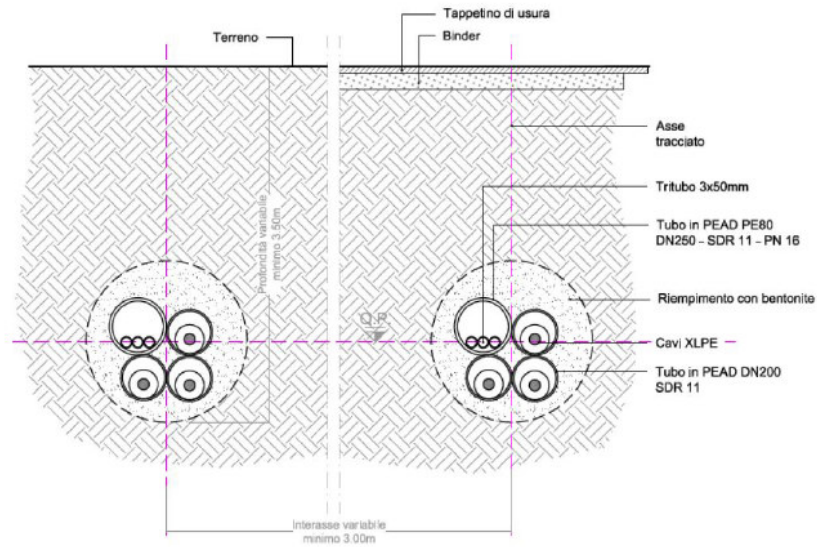 Tappetino di usura
Terreno
Binder
Asse
tracciato
Tritubo 3x50mm
Tubo in PEAD PE80
DN250 - SDR 11 - PN 16
Profondità variabile
minimo 3.50m
Riempimento con bentonite
Q.P.
Cavi XLPE
Tubo in PEAD DN200
SDR 11
Interasse variabile
minimo 3.00m